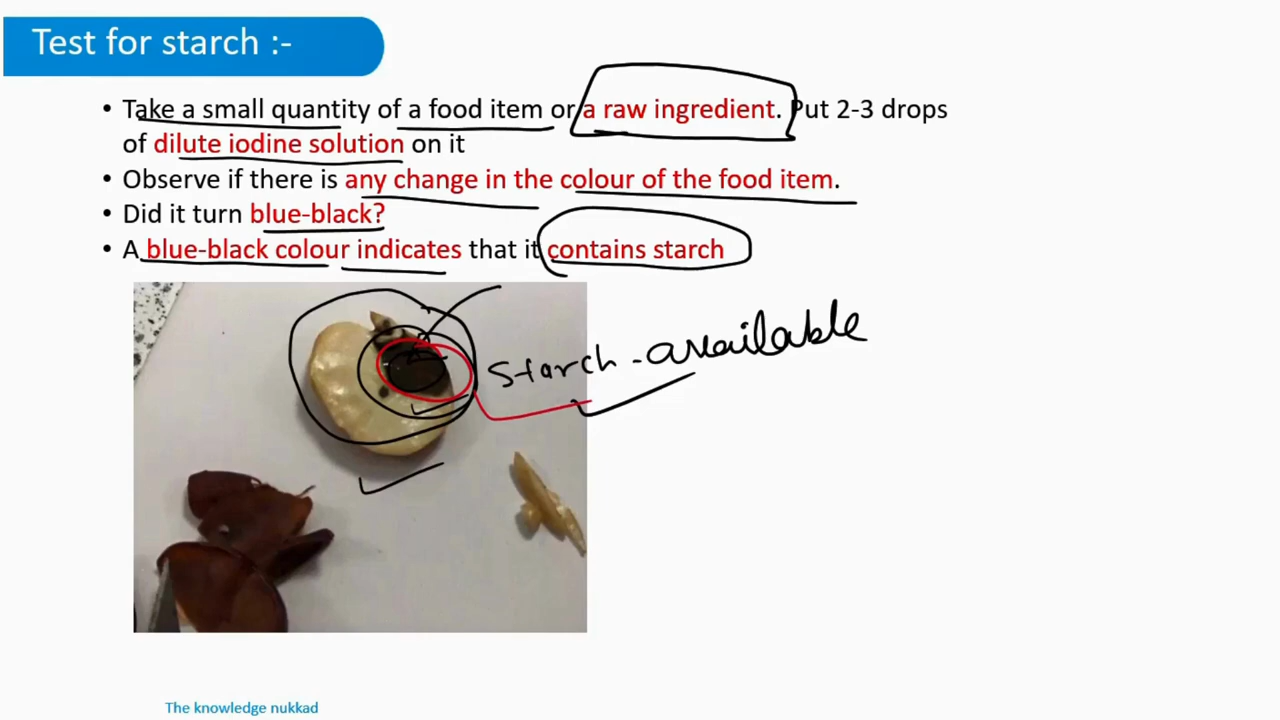 Test for starch :-
• Take a small quantity of a food item or a raw ingredient. Put 2-3 drops
of dilute iodine solution on it
• Observe if there is any change in the colour of the food item.
• Did it turn blue-black?
• A blue-black colour indicates that it contains starch
Starch - available
The knowledge nukkad